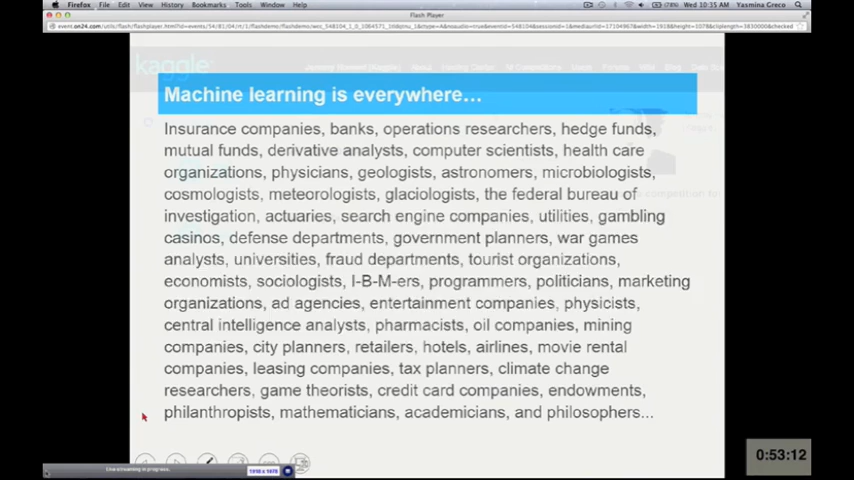 Firefox File Edit View History Bookmarks Tools Window Help
(78%) Wed 10:35 AM Yasmina Greco
Flash Player
kaggle
Machine learning is everywhere…
Insurance companies, banks, operations researchers, hedge funds,
mutual funds, derivative analysts, computer scientists, health care
organizations, physicians, geologists, astronomers, microbiologists,
cosmologists, meteorologists, glaciologists, the federal bureau of
investigation, actuaries, search engine companies, utilities, gambling
casinos, defense departments, government planners, war games
analysts, universities, fraud departments, tourist organizations,
economists, sociologists, I-B-M-ers, programmers, politicians, marketing
organizations, ad agencies, entertainment companies, physicists,
central intelligence analysts, pharmacists, oil companies, mining
companies, city planners, retailers, hotels, airlines, movie rental
companies, leasing companies, tax planners, climate change
researchers, game theorists, credit card companies, endowments,
philanthropists, mathematicians, academicians, and philosophers...
Live streaming in progress.
0:53:12